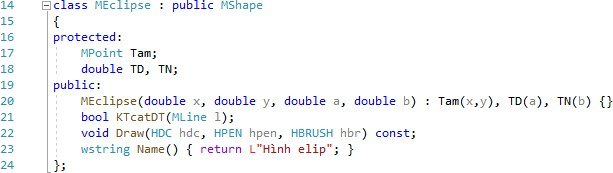 14 class MEclipse : public MShape
15 {
16 protected:
17 MPoint Tam;
18 double TD, TN;
19 public:
20 MEclipse(double x, double y, double a, double b) : Tam(x,y), TD(a), TN(b) {}
21 bool KTcatDT(MLine l);
22 void Draw(HDC hdc, HPEN hpen, HBRUSH hbr) const;
23 wstring Name() { return L"Hình elip"; }
24 };